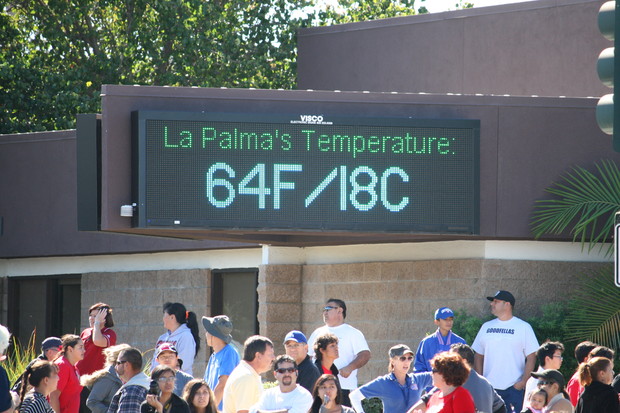 VISCO
La Palma's Temperature:
64F/18C
GOODFELLAS